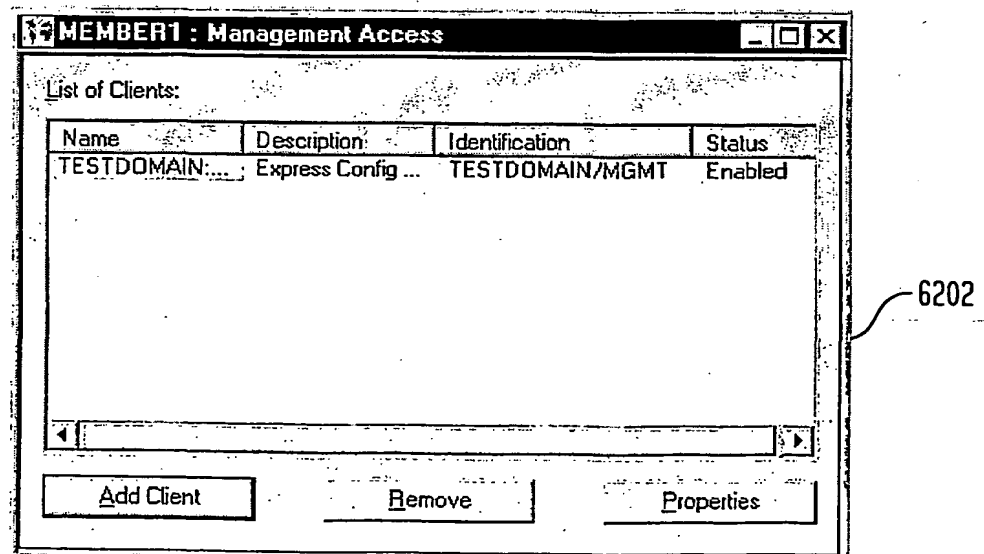 MEMBER1 : Management Access
List of Clients:
Name Description Identification Status
TESTDOMAIN:... Express Config ... TESTDOMAIN/MGMT Enabled
6202
Add Client Remove Properties